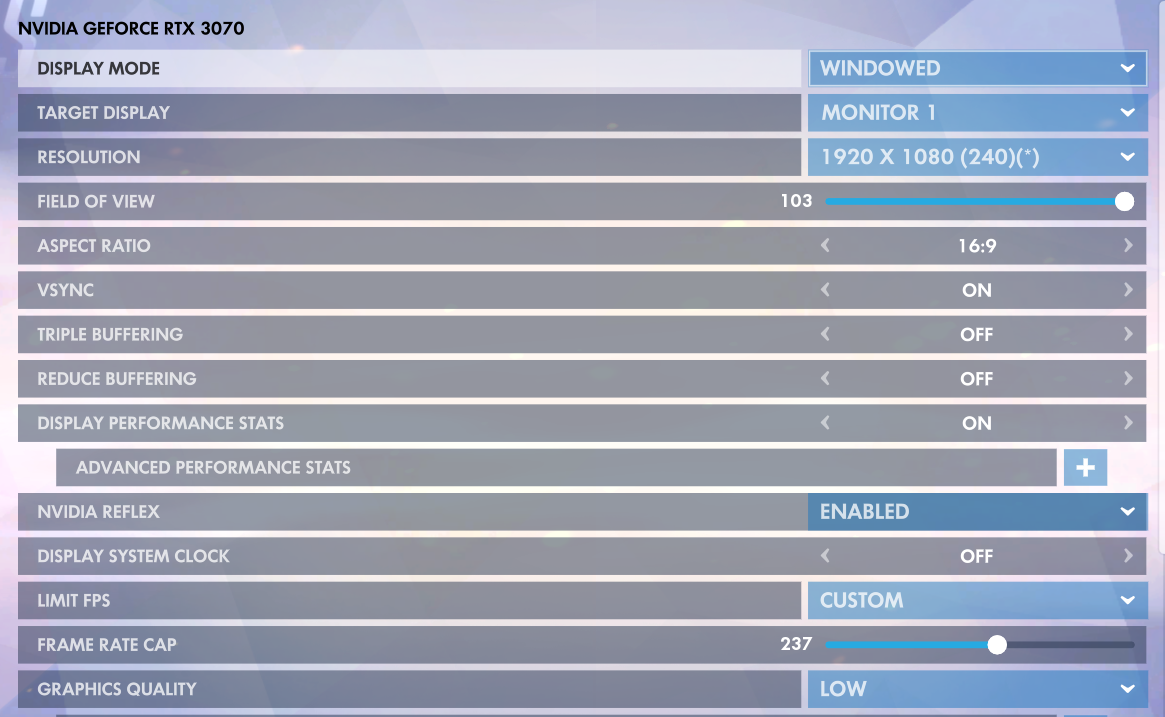 NVIDIA GEFORCE RTX 3070
DISPLAY MODE WINDOWED
TARGET DISPLAY MONITOR 1
RESOLUTION 1920 X 1080 (240)(*)
FIELD OF VIEW 103
ASPECT RATIO 16:9
VSYNC ON
TRIPLE BUFFERING OFF
REDUCE BUFFERING OFF
DISPLAY PERFORMANCE STATS ON
ADVANCED PERFORMANCE STATS +
NVIDIA REFLEX ENABLED
DISPLAY SYSTEM CLOCK OFF
LIMIT FPS CUSTOM
FRAME RATE CAP 237
GRAPHICS QUALITY LOW